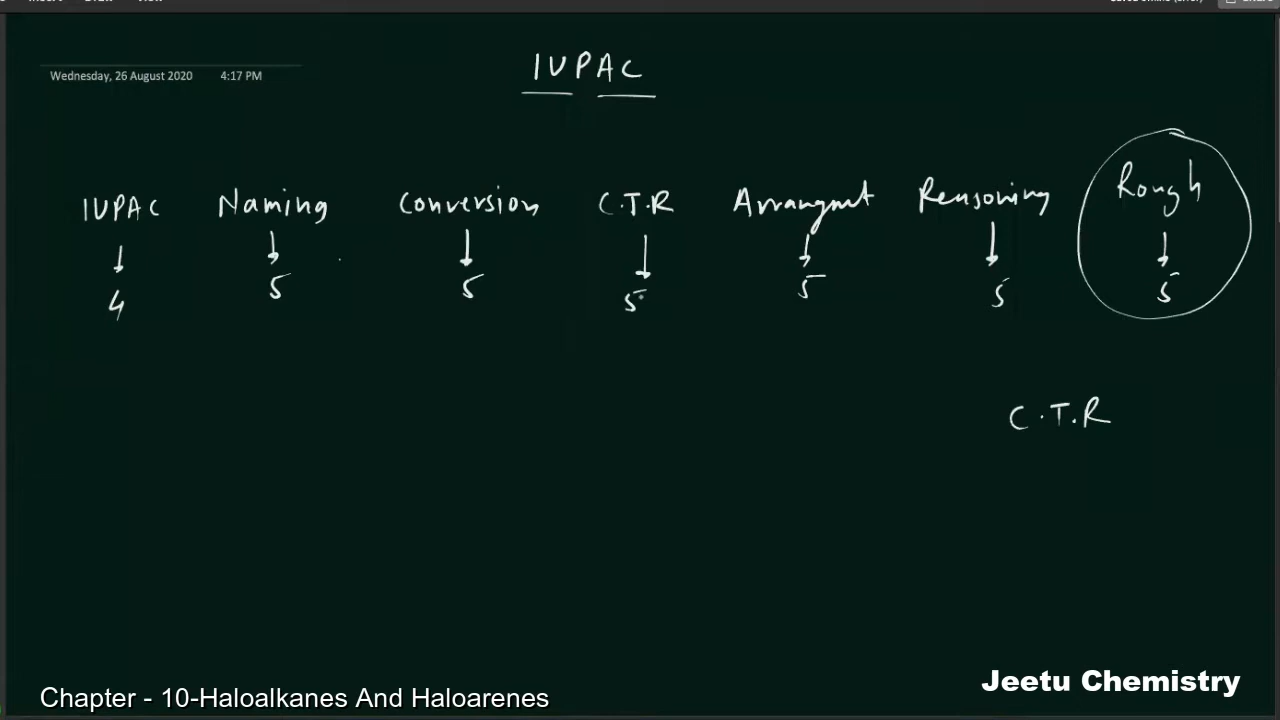 IUPAC
Wednesday, 26 August 2020 4:17 PM
IUPAC Naming Conversion C.T.R Arrangmt Reasoning Rough
4 5 5 5 5 5 5
C.T.R
Jeetu Chemistry
Chapter - 10-Haloalkanes And Haloarenes